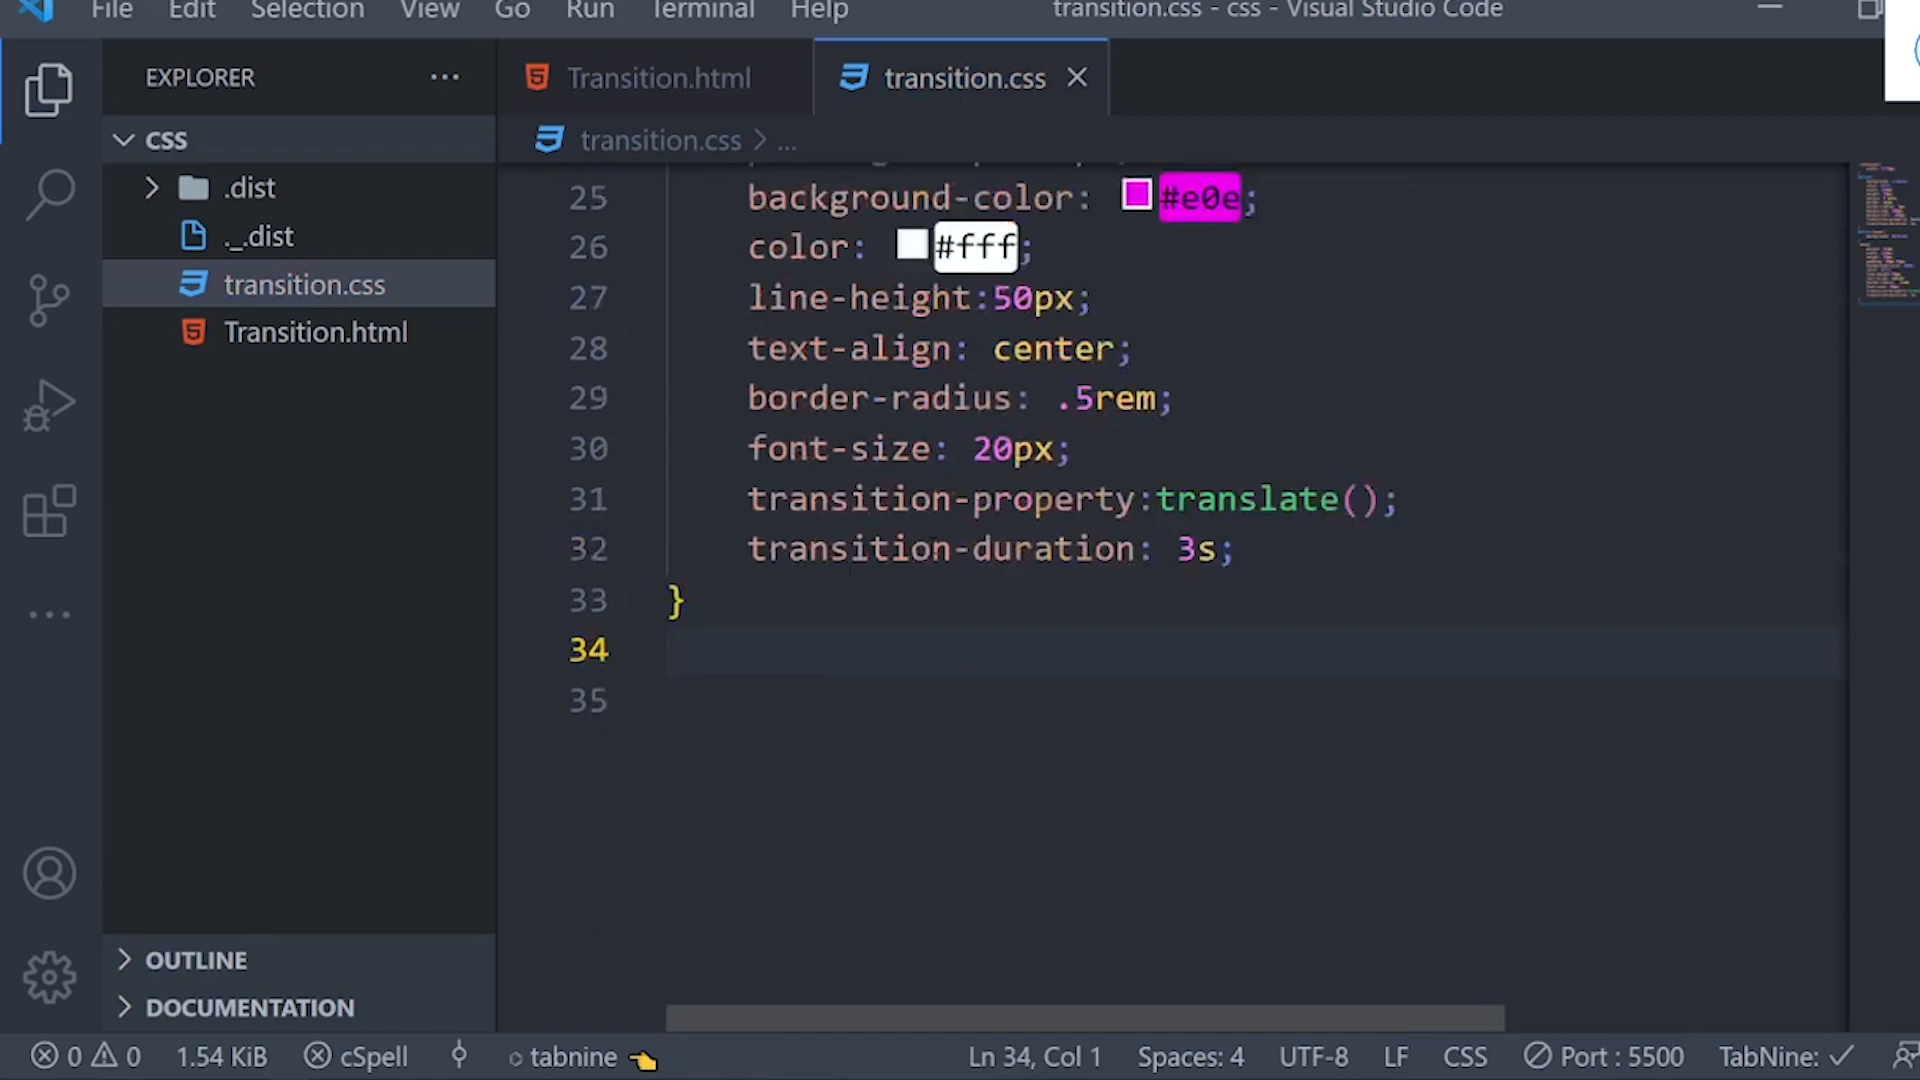 File Edit Selection View Go Run Terminal Help transition.css - css - Visual Studio Code
EXPLORER ...
Transition.html
transition.css
CSS
transition.css > ...
.dist
._.dist
transition.css
Transition.html
25 background-color: #e0e;
26 color: #fff;
27 line-height:50px;
28 text-align: center;
29 border-radius: .5rem;
30 font-size: 20px;
31 transition-property:translate();
32 transition-duration: 3s;
33 }
34
35
OUTLINE
DOCUMENTATION
0 0 1.54 KiB cSpell tabnine Ln 34, Col 1 Spaces: 4 UTF-8 LF CSS Port : 5500 TabNine: ✓